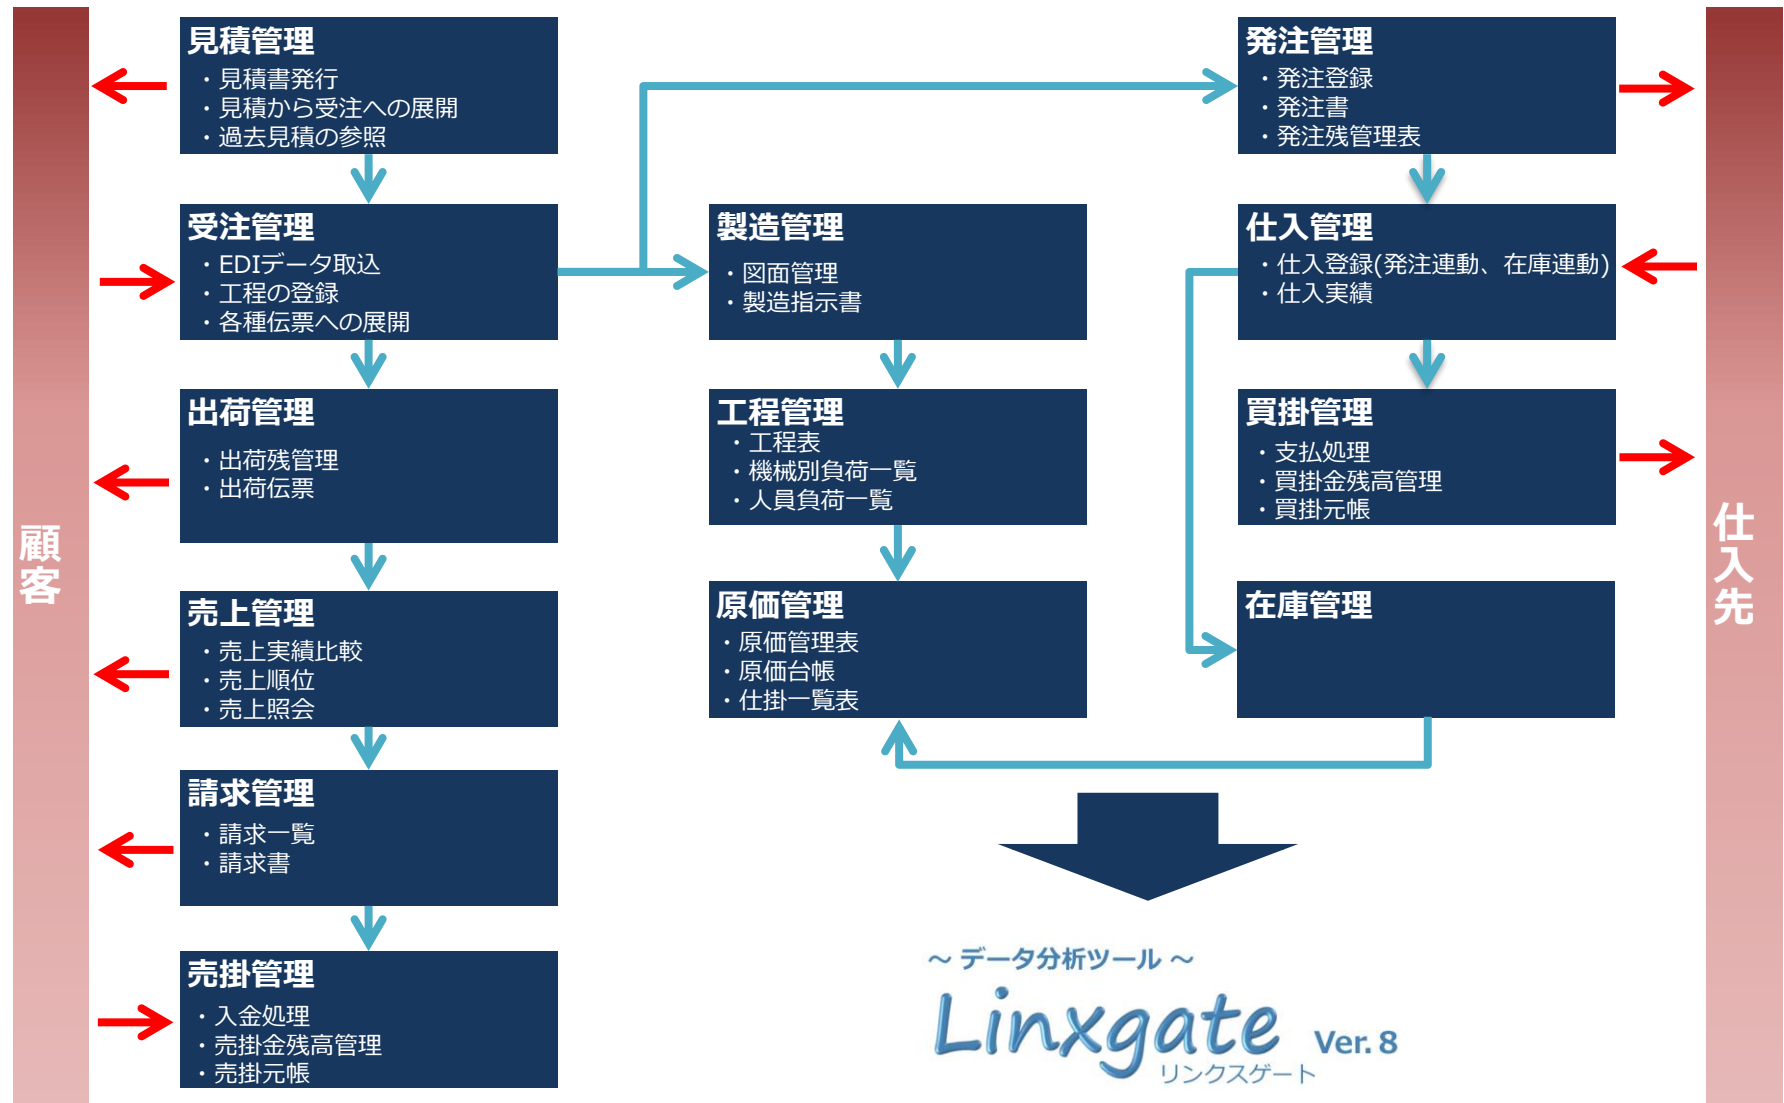 顧客
見積管理
・見積書発行
・見積から受注への展開
・過去見積の参照
受注管理
・EDIデータ取込
・工程の登録
・各種伝票への展開
出荷管理
・出荷残管理
・出荷伝票
売上管理
・売上実績比較
・売上順位
・売上照会
請求管理
・請求一覧
・請求書
売掛管理
・入金処理
・売掛金残高管理
・売掛元帳
製造管理
・図面管理
・製造指示書
工程管理
・工程表
・機械別負荷一覧
・人員負荷一覧
原価管理
・原価管理表
・原価台帳
・仕掛一覧表
発注管理
・発注登録
・発注書
・発注残管理表
仕入管理
・仕入登録(発注連動、在庫連動)
・仕入実績
買掛管理
・支払処理
・買掛金残高管理
・買掛元帳
在庫管理
仕入先
～ データ分析ツール ～
Linxgate Ver. 8
リンクスゲート